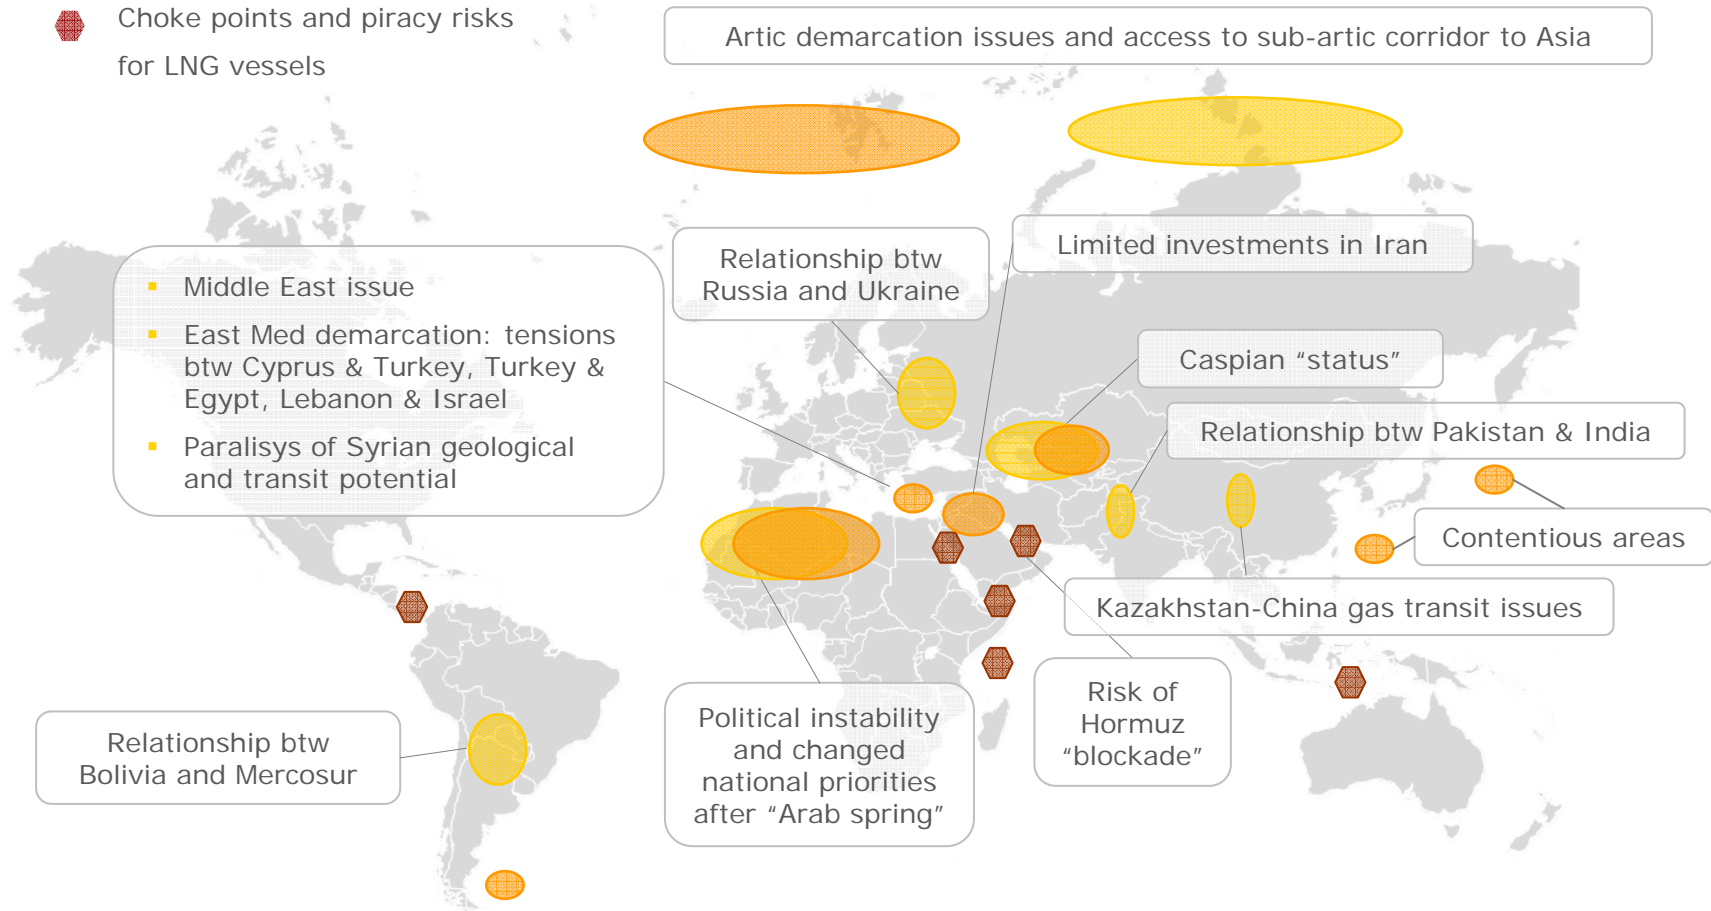 Choke points and piracy risks
for LNG vessels
Artic demarcation issues and access to sub-artic corridor to Asia
Relationship btw
Russia and Ukraine
Limited investments in Iran
Middle East issue
East Med demarcation: tensions
btw Cyprus & Turkey, Turkey &
Egypt, Lebanon & Israel
Paralisys of Syrian geological
and transit potential
Caspian “status”
Relationship btw Pakistan & India
Contentious areas
Kazakhstan-China gas transit issues
Risk of
Hormuz
“blockade”
Political instability
and changed
national priorities
after “Arab spring”
Relationship btw
Bolivia and Mercosur